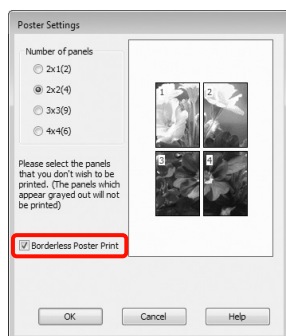 Poster Settings
Number of panels
2x1(2)
2x2(4)
3x3(9)
4x4(6)
Please select the panels
that you don't wish to be
printed. (The panels which
appear grayed out will not
be printed)
Borderless Poster Print
1
2
3
4
OK
Cancel
Help